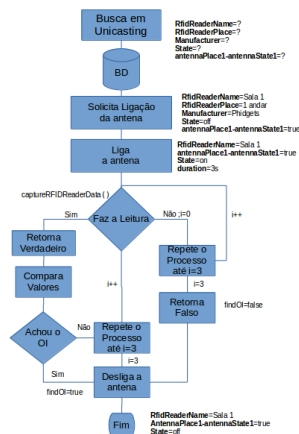 Busca em
Unicasting
RfidReaderName=?
RfidReaderPlace=?
Manufacturer=?
State=?
antennaPlace1-antennaState1=?
BD
Solicita Ligação
da antena
RfidReaderName=Sala 1
RfidReaderPlace=1 andar
Manufacturer=Phidgets
State=off
antennaPlace1-antennaState1=true
Liga
a antena
RfidReaderName=Sala 1
antennaPlace1-antennaState1=true
State=on
duration=3s
captureRFIDReaderData ( )
Faz a Leitura
Sim
Não ;i=0
i++
Retorna
Verdadeiro
Repete o
Processo
até i=3
Compara
Valores
i++
i=3
Retorna
Falso
findOI=false
Achou o
OI
Não
Repete o
Processo
até i=3
i=3
Sim
findOI=true
Desliga a
antena
Fim
RfidReaderName=Sala 1
AntennaPlace1-antennaState1=true
State=off